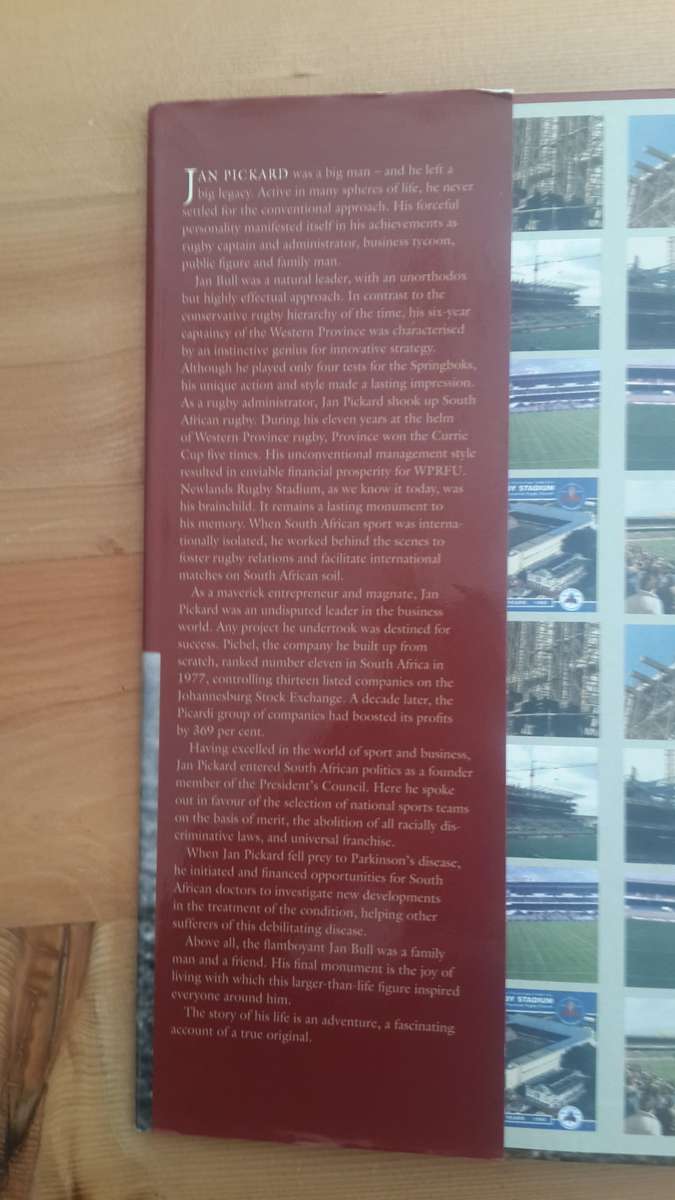 JAN PICKARD was a big man – and he left a
big legacy. Active in many spheres of life, he never
settled for the conventional approach. His forceful
personality manifested itself in his achievements as
rugby captain and administrator, business tycoon,
public figure and family man.
Jan Bull was a natural leader, with an unorthodox
but highly effectual approach. In contrast to the
conservative rugby hierarchy of the time, his six-year
captaincy of the Western Province was characterised
by an instinctive genius for innovative strategy.
Although he played only four tests for the Springboks,
his unique action and style made a lasting impression.
As a rugby administrator, Jan Pickard shook up South
African rugby. During his eleven years at the helm
of Western Province rugby, Province won the Currie
Cup five times. His unconventional management style
resulted in enviable financial prosperity for WPRFU.
Newlands Rugby Stadium, as we know it today, was
his brainchild. It remains a lasting monument to
his memory. When South African sport was interna-
tionally isolated, he worked behind the scenes to
foster rugby relations and facilitate international
matches on South African soil.
As a maverick entrepreneur and magnate, Jan
Pickard was an undisputed leader in the business
world. Any project he undertook was destined for
success. Picbel, the company he built up from
scratch, ranked number eleven in South Africa in
1977, controlling thirteen listed companies on the
Johannesburg Stock Exchange. A decade later, the
Picardi group of companies had boosted its profits
by 369 per cent.
Having excelled in the world of sport and business,
Jan Pickard entered South African politics as a founder
member of the President's Council. Here he spoke
out in favour of the selection of national sports teams
on the basis of merit, the abolition of all racially dis-
criminative laws, and universal franchise.
When Jan Pickard fell prey to Parkinson's disease,
he initiated and financed opportunities for South
African doctors to investigate new developments
in the treatment of the condition, helping other
sufferers of this debilitating disease.
Above all, the flamboyant Jan Bull was a family
man and a friend. His final monument is the joy of
living with which this larger-than-life figure inspired
everyone around him.
The story of his life is an adventure, a fascinating
account of a true original.
BY STADIUM
BY STADIUM